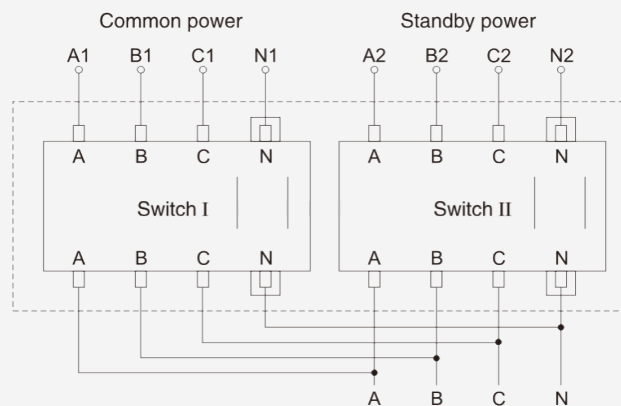 Common power Standby power
A1 B1 C1 N1 A2 B2 C2 N2
A B C N A B C N
Switch I Switch II
A B C N A B C N
A B C N